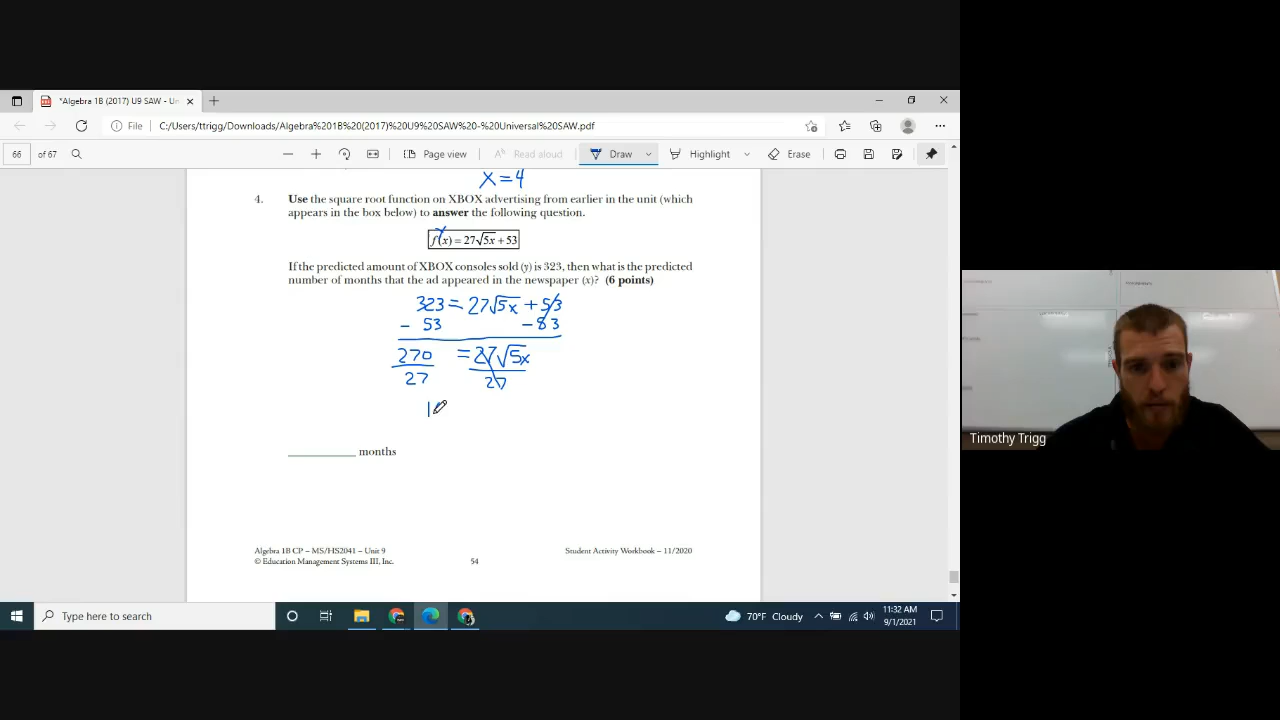 *Algebra 1B (2017) U9 SAW - Un
File C:/Users/ttrigg/Downloads/Algebra%201B%20(2017)%20U9%20SAW%20-%20Universal%20SAW.pdf
66 of 67 Page view Read aloud Draw Highlight Erase
x = 4
4. Use the square root function on XBOX advertising from earlier in the unit (which
appears in the box below) to answer the following question.
y
f(x) = 27√5x + 53
If the predicted amount of XBOX consoles sold (y) is 323, then what is the predicted
number of months that the ad appeared in the newspaper (x)? (6 points)
323 = 27√5x + 53
- 53 - 53
270 = 27√5x
27 27
10
months
Timothy Trigg
Algebra 1B CP – MS/HS2041 – Unit 9 Student Activity Workbook – 11/2020
© Education Management Systems III, Inc. 54
Type here to search 70°F Cloudy 11:32 AM
9/1/2021